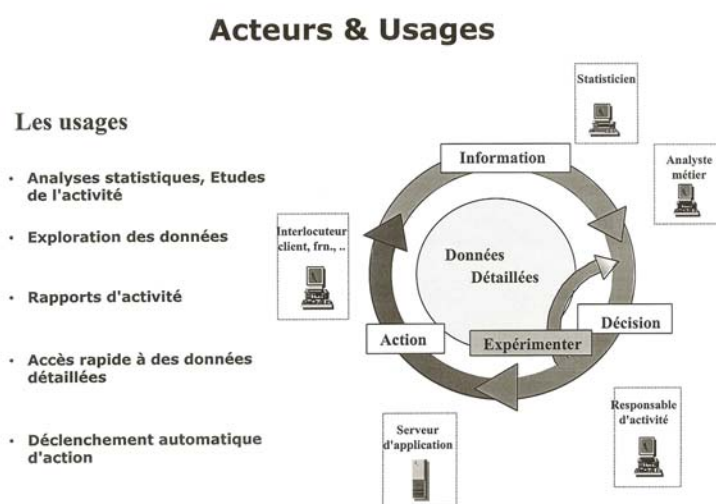 Acteurs & Usages
Les usages
• Analyses statistiques, Etudes
de l'activité
• Exploration des données
• Rapports d'activité
• Accès rapide à des données
détaillées
• Déclenchement automatique
d'action
Statisticien
Information
Analyste
métier
Interlocuteur
client, frn., ..
Données
Détaillées
Action
Expérimenter
Décision
Serveur
d'application
Responsable
d'activité